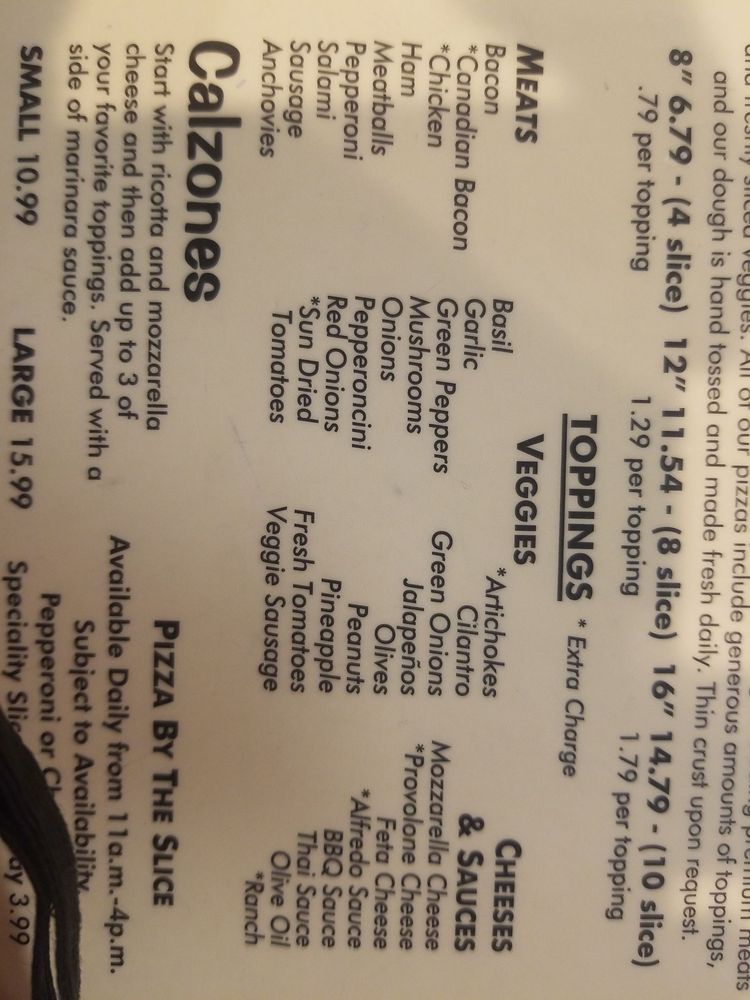 and our dough is hand tossed and made fresh daily. Thin crust upon request.
8" 6.79 - (4 slice) 12" 11.54 - (8 slice) 16" 14.79 - (10 slice)
.79 per topping 1.29 per topping 1.79 per topping
TOPPINGS * Extra Charge
MEATS
Bacon
*Canadian Bacon
*Chicken
Ham
Meatballs
Pepperoni
Salami
Sausage
Anchovies
VEGGIES
Basil
Garlic
Green Peppers
Mushrooms
Onions
Pepperoncini
Red Onions
*Sun Dried
Tomatoes
*Artichokes
Cilantro
Green Onions
Jalapeños
Olives
Peanuts
Pineapple
Fresh Tomatoes
Veggie Sausage
CHEESES
& SAUCES
Mozzarella Cheese
*Provolone Cheese
Feta Cheese
*Alfredo Sauce
BBQ Sauce
Thai Sauce
Olive Oil
*Ranch
Calzones
Start with ricotta and mozzarella
cheese and then add up to 3 of
your favorite toppings. Served with a
side of marinara sauce.
SMALL 10.99 LARGE 15.99
PIZZA BY THE SLICE
Available Daily from 11a.m.-4p.m.
Subject to Availability
Pepperoni or
Speciality 3.99